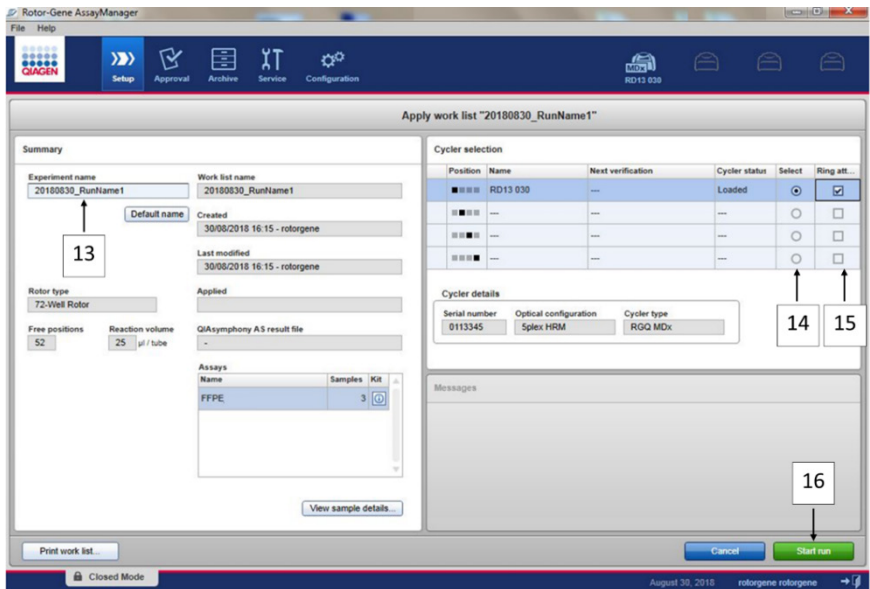 Rotor-Gene AssayManager
File Help
QIAGEN
Setup Approval Archive Service Configuration
MDx
RD13 030
Apply work list "20180830_RunName1"
Summary
Experiment name
20180830_RunName1
Default name
13
Work list name
20180830_RunName1
Created
30/08/2018 16:15 - rotorgene
Last modified
30/08/2018 16:15 - rotorgene
Rotor type
72-Well Rotor
Applied
Free positions Reaction volume
52 25 µl / tube
QIAsymphony AS result file
-
Assays
Name Samples Kit
FFPE 3
View sample details...
Cycler selection
Position Name Next verification Cycler status Select Ring att...
RD13 030 --- Loaded
--- --- ---
--- --- ---
--- --- ---
14 15
Cycler details
Serial number Optical configuration Cycler type
0113345 5plex HRM RGQ MDx
Messages
16
Print work list... Cancel Start run
Closed Mode
August 30, 2018 rotorgene rotorgene